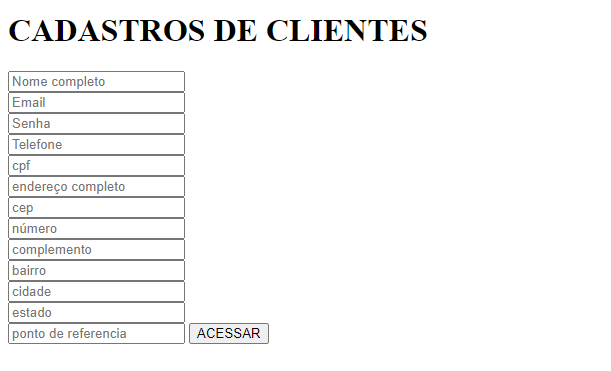 CADASTROS DE CLIENTES
Nome completo
Email
Senha
Telefone
cpf
endereço completo
cep
número
complemento
bairro
cidade
estado
ponto de referencia ACESSAR